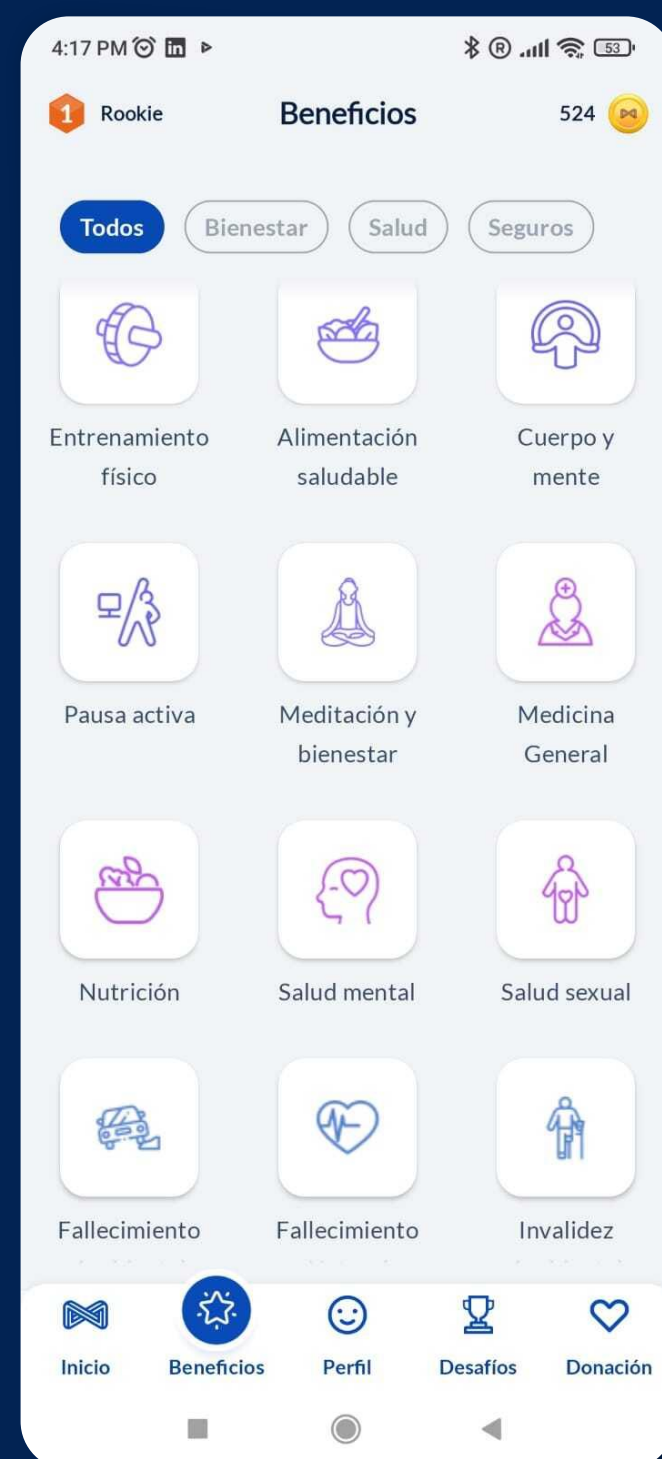 4:17 PM
53
1 Rookie Beneficios 524
Todos Bienestar Salud Seguros
Entrenamiento Alimentación Cuerpo y
físico saludable mente
Pausa activa Meditación y Medicina
bienestar General
Nutrición Salud mental Salud sexual
Fallecimiento Fallecimiento Invalidez
Inicio Beneficios Perfil Desafíos Donación